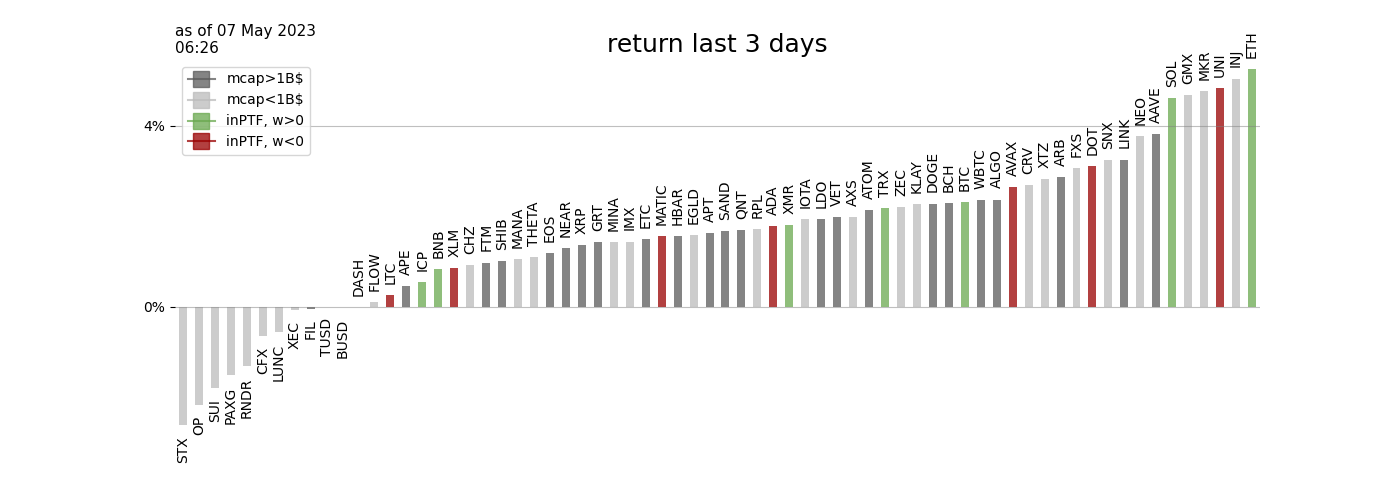 as of 07 May 2023
06:26
return last 3 days
mcap>1B$
mcap<1B$
inPTF, w>0
inPTF, w<0
4%
0%
STX
OP
SUI
PAXG
RNDR
CFX
LUNC
XEC
FIL
TUSD
BUSD
DASH
FLOW
LTC
APE
ICP
BNB
XLM
CHZ
FTM
SHIB
MANA
THETA
EOS
NEAR
XRP
GRT
MINA
IMX
ETC
MATIC
HBAR
EGLD
APT
SAND
QNT
RPL
ADA
XMR
IOTA
LDO
VET
AXS
ATOM
TRX
ZEC
KLAY
DOGE
BCH
BTC
WBTC
ALGO
AVAX
CRV
XTZ
ARB
FXS
DOT
SNX
LINK
NEO
AAVE
SOL
GMX
MKR
UNI
INJ
ETH